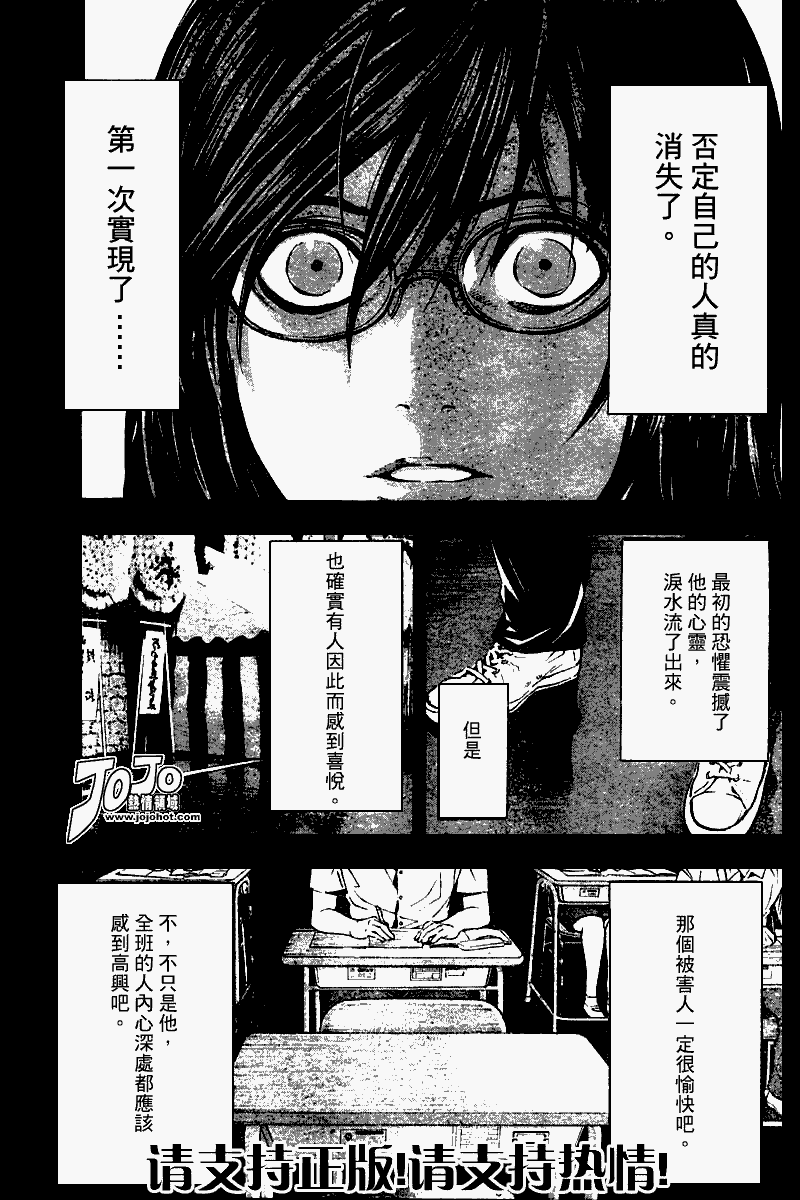 否定自己的人真的
消失了。
第一次實現了……
最初的恐懼震撼了
他的心靈，
淚水流了出來。
但是
也確實有人因此而感到喜悅。
那個被害人一定很愉快吧。
不，不只是他，
全班的人內心深處都應該
感到高興吧。
JOJO
熱情領域
www.jojohot.com
请支持正版!请支持热情!